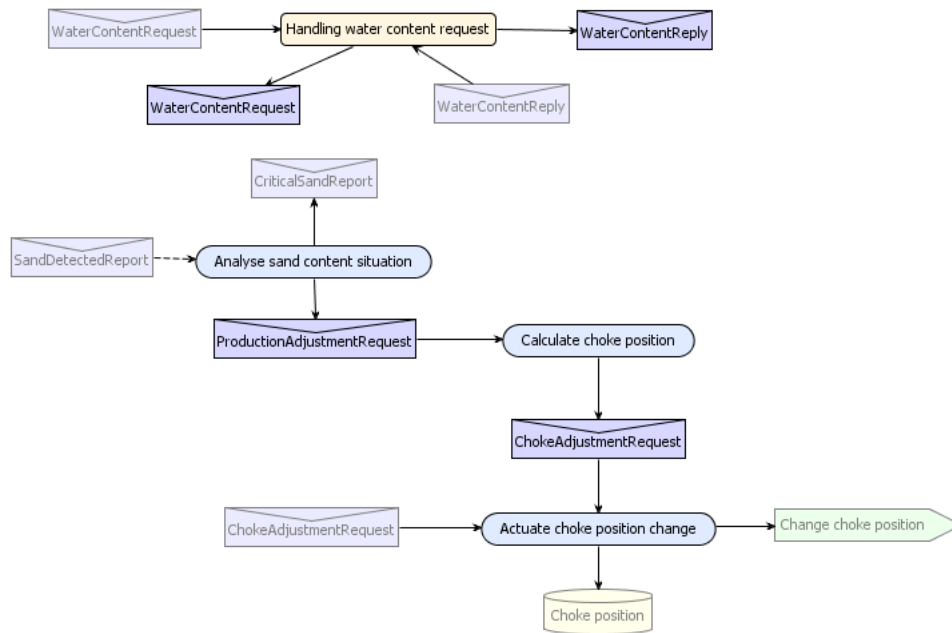 WaterContentRequest
Handling water content request
WaterContentReply
WaterContentRequest
WaterContentReply
CriticalSandReport
SandDetectedReport
Analyse sand content situation
ProductionAdjustmentRequest
Calculate choke position
ChokeAdjustmentRequest
ChokeAdjustmentRequest
Actuate choke position change
Change choke position
Choke position